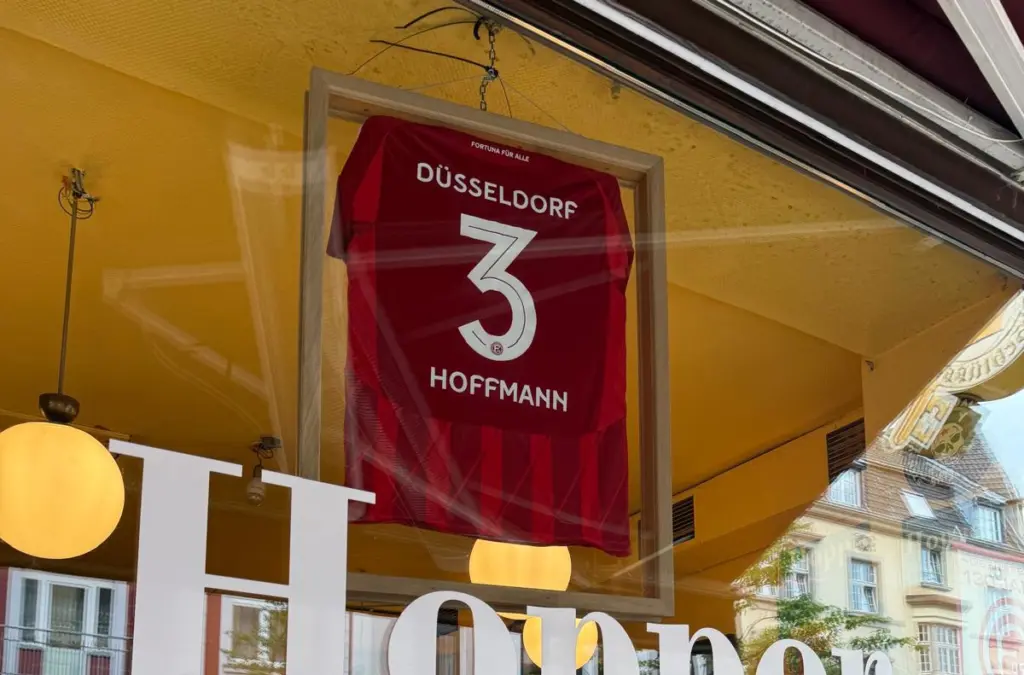 FORTUNA FÜR ALLE
DÜSSELDORF
3
HOFFMANN
Hopper